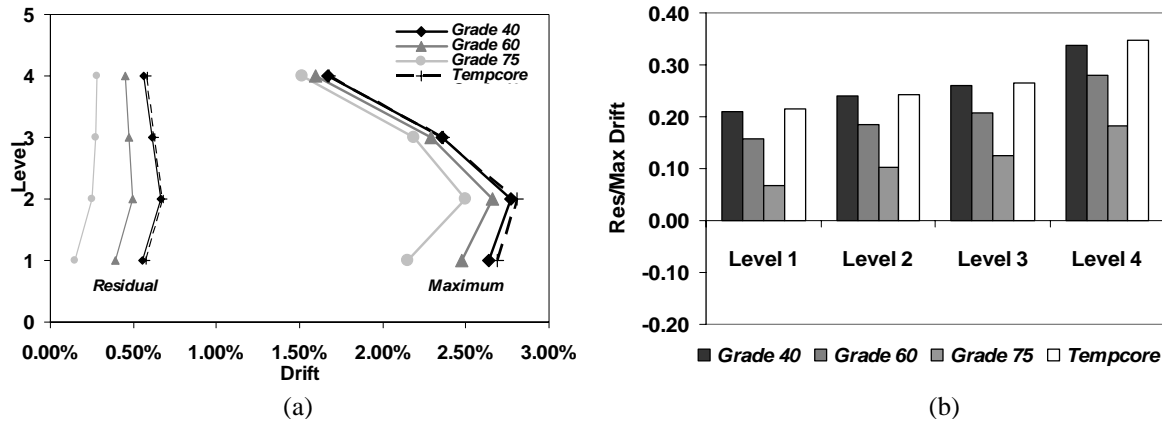 5
4
3
2
1
0
Level
Grade 40
Grade 60
Grade 75
Tempcore
Residual
Maximum
0.00% 0.50% 1.00% 1.50% 2.00% 2.50% 3.00%
Drift
(a)
0.40
0.30
0.20
0.10
0.00
-0.10
-0.20
Res/Max Drift
Level 1 Level 2 Level 3 Level 4
Grade 40 Grade 60 Grade 75 Tempcore
(b)